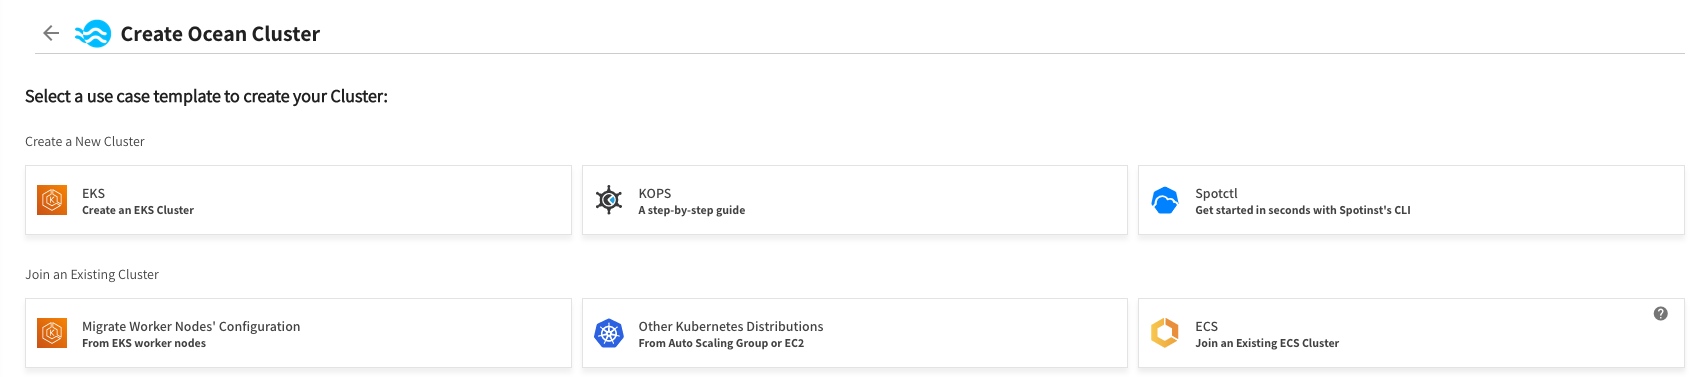 Create Ocean Cluster
Select a use case template to create your Cluster:
Create a New Cluster
EKS
Create an EKS Cluster
KOPS
A step-by-step guide
Spotctl
Get started in seconds with Spotinst's CLI
Join an Existing Cluster
Migrate Worker Nodes' Configuration
From EKS worker nodes
Other Kubernetes Distributions
From Auto Scaling Group or EC2
ECS
Join an Existing ECS Cluster